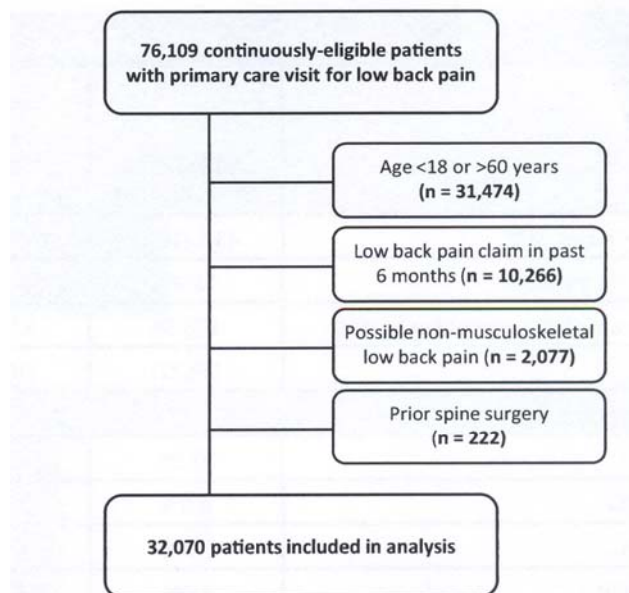 76,109 continuously-eligible patients
with primary care visit for low back pain
Age <18 or >60 years
(n = 31,474)
Low back pain claim in past
6 months (n = 10,266)
Possible non-musculoskeletal
low back pain (n = 2,077)
Prior spine surgery
(n = 222)
32,070 patients included in analysis